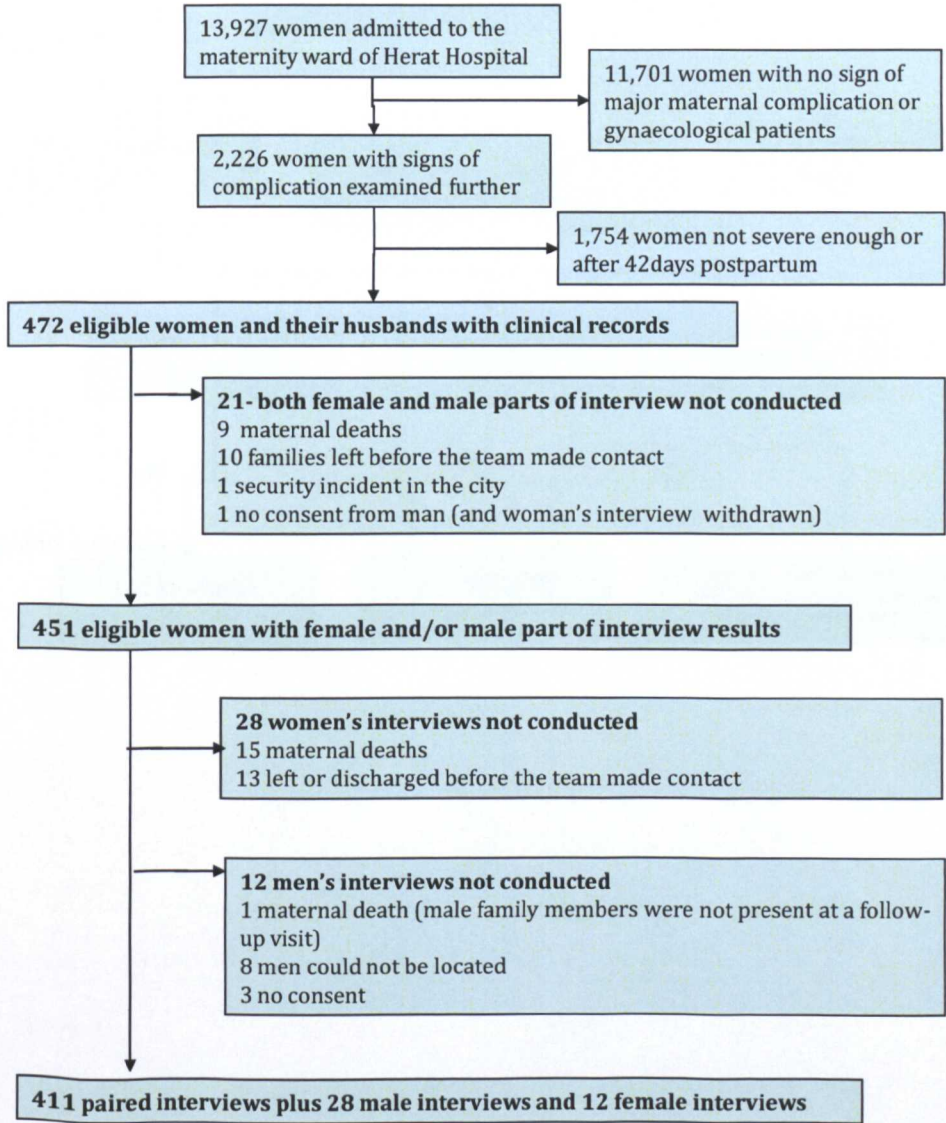 13,927 women admitted to the
maternity ward of Herat Hospital
11,701 women with no sign of
major maternal complication or
gynaecological patients
2,226 women with signs of
complication examined further
1,754 women not severe enough or
after 42days postpartum
472 eligible women and their husbands with clinical records
21- both female and male parts of interview not conducted
9 maternal deaths
10 families left before the team made contact
1 security incident in the city
1 no consent from man (and woman's interview withdrawn)
451 eligible women with female and/or male part of interview results
28 women's interviews not conducted
15 maternal deaths
13 left or discharged before the team made contact
12 men's interviews not conducted
1 maternal death (male family members were not present at a follow-
up visit)
8 men could not be located
3 no consent
411 paired interviews plus 28 male interviews and 12 female interviews